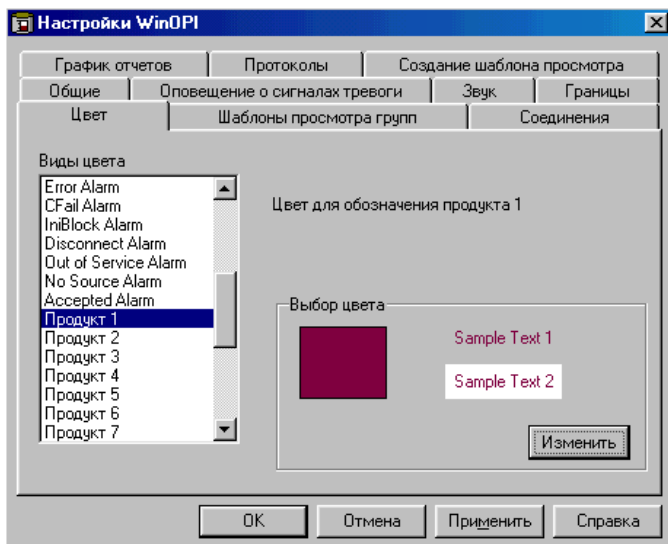 Настройки WinOPI
График отчетов
Протоколы
Создание шаблона просмотра
Общие
Оповещение о сигналах тревоги
Звук
Границы
Цвет
Шаблоны просмотра групп
Соединения
Виды цвета
Error Alarm
CFail Alarm
IniBlock Alarm
Disconnect Alarm
Out of Service Alarm
No Source Alarm
Accepted Alarm
Продукт 1
Продукт 2
Продукт 3
Продукт 4
Продукт 5
Продукт 6
Продукт 7
Цвет для обозначения продукта 1
Выбор цвета
Sample Text 1
Sample Text 2
Изменить
OK
Отмена
Применить
Справка